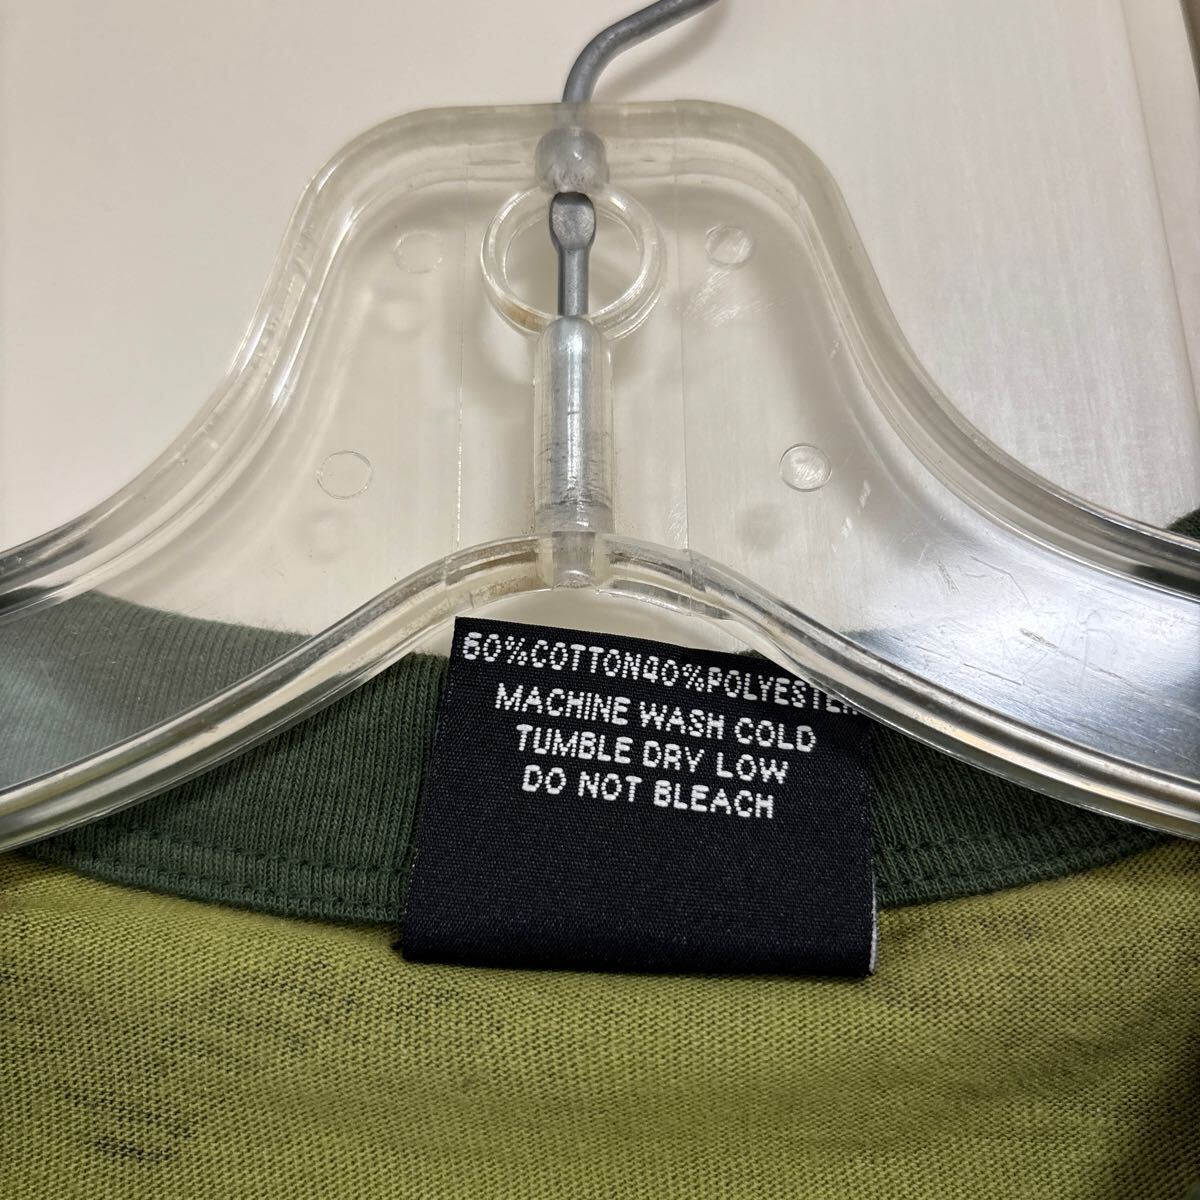 60%COTTON40%POLYESTER
MACHINE WASH COLD
TUMBLE DRY LOW
DO NOT BLEACH